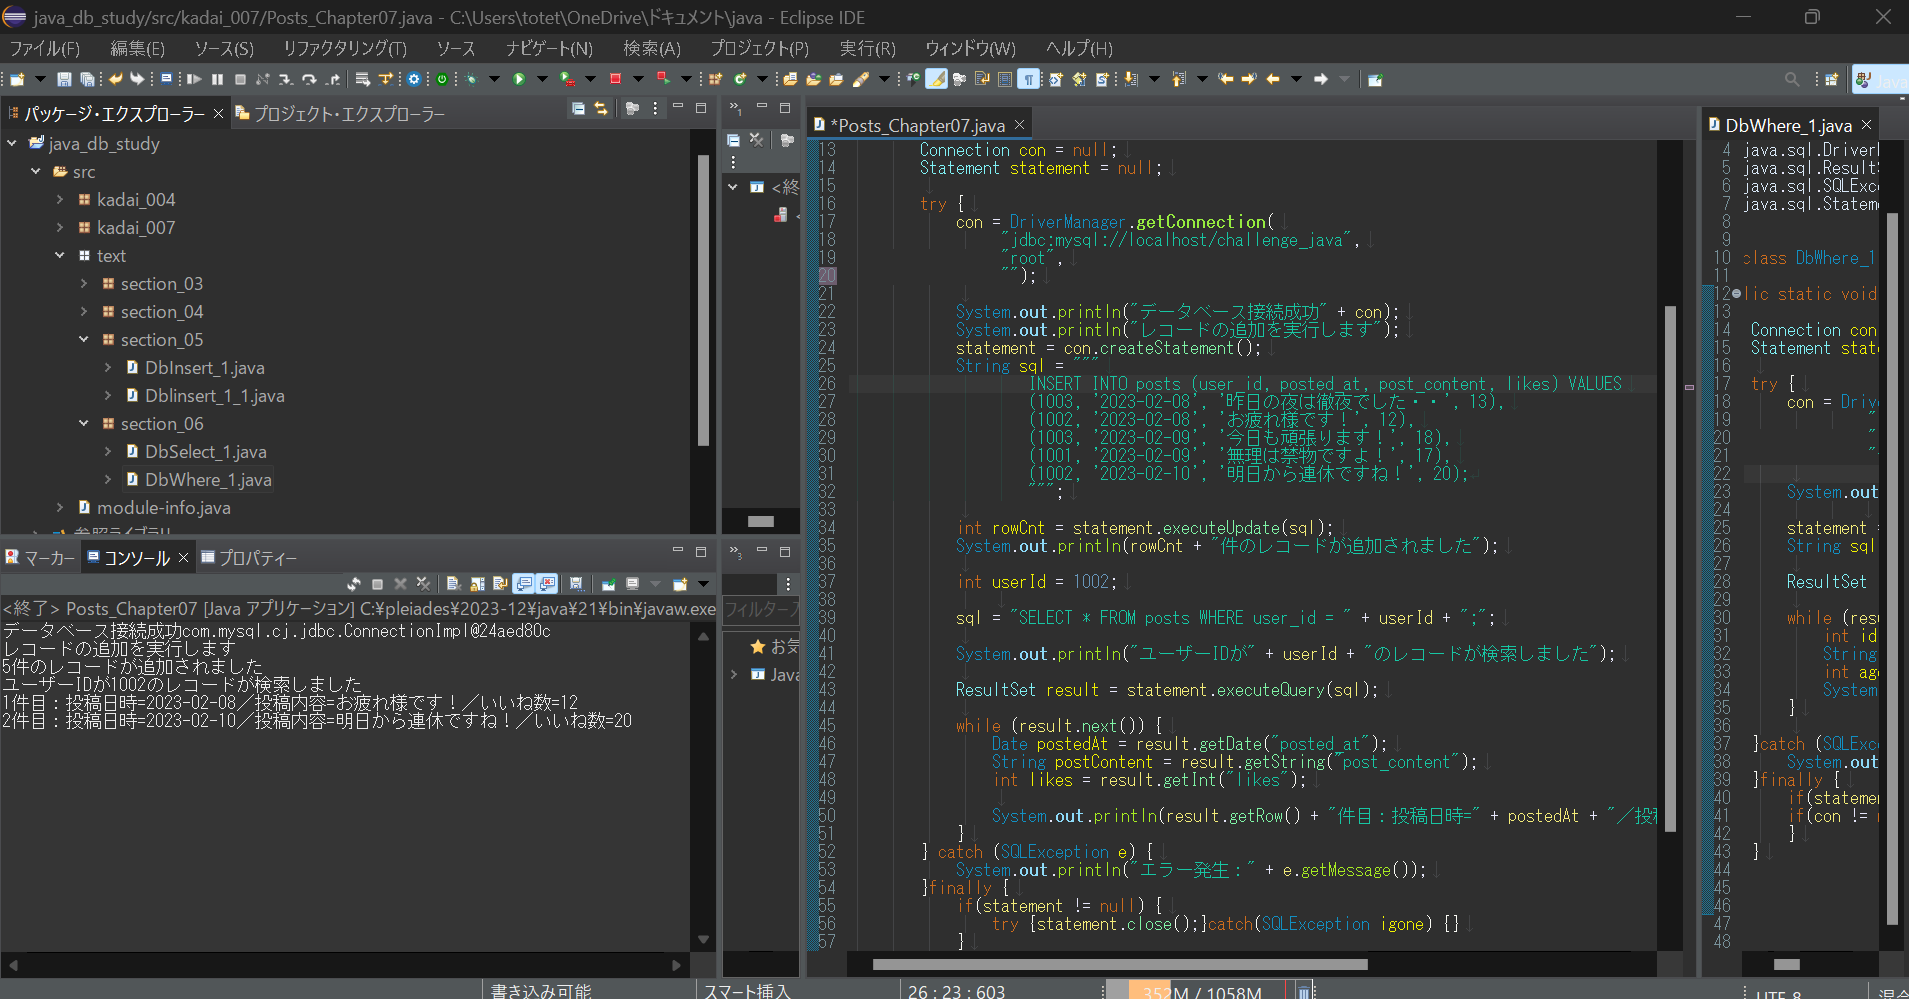 java_db_study/src/kadai_007/Posts_Chapter07.java - C:\Users\totet\OneDrive\ドキュメント\java - Eclipse IDE
ファイル(F) 編集(E) ソース(S) リファクタリング(T) ソース ナビゲート(N) 検索(A) プロジェクト(P) 実行(R) ウィンドウ(W) ヘルプ(H)
パッケージ・エクスプローラー プロジェクト・エクスプローラー
java_db_study
src
kadai_004
kadai_007
text
section_03
section_04
section_05
DbInsert_1.java
Dblinsert_1_1.java
section_06
DbSelect_1.java
DbWhere_1.java
module-info.java
マーカー コンソール プロパティー
<終了> Posts_Chapter07 [Java アプリケーション] C:¥pleiades¥2023-12¥java¥21¥bin¥javaw.exe
データベース接続成功com.mysql.cj.jdbc.ConnectionImpl@24aed80c
レコードの追加を実行します
5件のレコードが追加されました
ユーザーIDが1002のレコードが検索しました
1件目：投稿日時=2023-02-08／投稿内容=お疲れ様です！／いいね数=12
2件目：投稿日時=2023-02-10／投稿内容=明日から連休ですね！／いいね数=20
<終
お気
Java
*Posts_Chapter07.java
13 Connection con = null;
14 Statement statement = null;
15
16 try {
17 con = DriverManager.getConnection(
18 "jdbc:mysql://localhost/challenge_java",
19 "root",
20 "");
21
22 System.out.println("データベース接続成功" + con);
23 System.out.println("レコードの追加を実行します");
24 statement = con.createStatement();
25 String sql = """
26 INSERT INTO posts (user_id, posted_at, post_content, likes) VALUES
27 (1003, '2023-02-08', '昨日の夜は徹夜でした・・', 13),
28 (1002, '2023-02-08', 'お疲れ様です！', 12),
29 (1003, '2023-02-09', '今日も頑張ります！', 18),
30 (1001, '2023-02-09', '無理は禁物ですよ！', 17),
31 (1002, '2023-02-10', '明日から連休ですね！', 20);
32 """;
33
34 int rowCnt = statement.executeUpdate(sql);
35 System.out.println(rowCnt + "件のレコードが追加されました");
36
37 int userId = 1002;
38
39 sql = "SELECT * FROM posts WHERE user_id = " + userId + ";";
40
41 System.out.println("ユーザーIDが" + userId + "のレコードが検索しました");
42
43 ResultSet result = statement.executeQuery(sql);
44
45 while (result.next()) {
46 Date postedAt = result.getDate("posted_at");
47 String postContent = result.getString("post_content");
48 int likes = result.getInt("likes");
49
50 System.out.println(result.getRow() + "件目：投稿日時=" + postedAt + "／投稿
51 }
52 } catch (SQLException e) {
53 System.out.println("エラー発生：" + e.getMessage());
54 }finally {
55 if(statement != null) {
56 try {statement.close();}catch(SQLException igone) {}
57 }
DbWhere_1.java
4 java.sql.Driver
5 java.sql.Result
6 java.sql.SQLExc
7 java.sql.Statem
8
9
10 class DbWhere_1
11
12 lic static void
13
14 Connection con
15 Statement stat
16
17 try {
18 con = Driv
19 "
20 "
21 "
22
23 System.out
24
25 statement =
26 String sql
27
28 ResultSet
29
30 while (res
31 int id
32 String
33 int ag
34 System
35 }
36
37 }catch (SQLExc
38 System.out
39 }finally {
40 if(statemen
41 if(con !=
42 }
43 }
44
45
46
47
48
書き込み可能 スマート挿入 26 : 23 : 603 352M / 1058M UTF-8